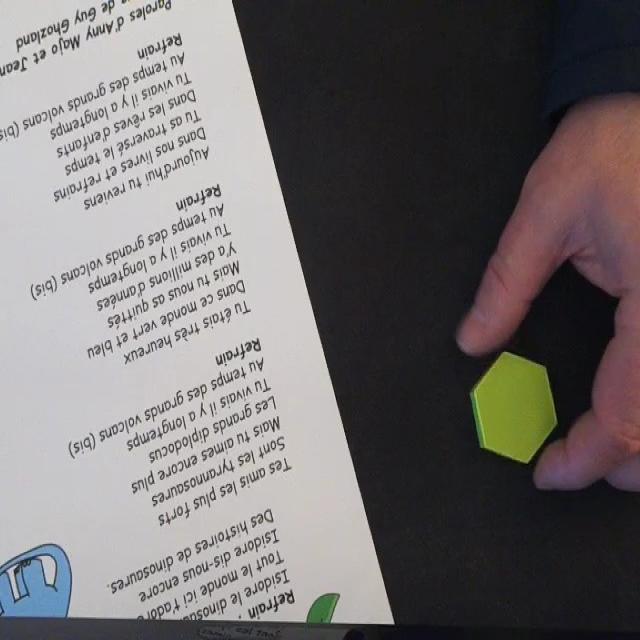 Refrain
Isidore le dinosau
Tout le monde ici t'adore
Isidore dis-nous encore
Des histoires de dinosaures.
Tes amis les plus forts
Sont les tyrannosaures
Mais tu aimes encore plus
Les grands diplodocus
Tu vivais il y a longtemps
Au temps des grands volcans (bis)
Refrain
Tu étais très heureux
Dans ce monde vert et bleu
Mais tu nous as quittés
Y'a des millions d'années
Tu vivais il y a longtemps
Au temps des grands volcans (bis)
Refrain
Aujourd'hui tu reviens
Dans nos livres et refrains
Tu as traversé le temps
Dans les rêves d'enfants
Tu vivais il y a longtemps
Au temps des grands volcans (bis)
Refrain
Paroles d'Anny Majo et Jean
de Guy Ghozland